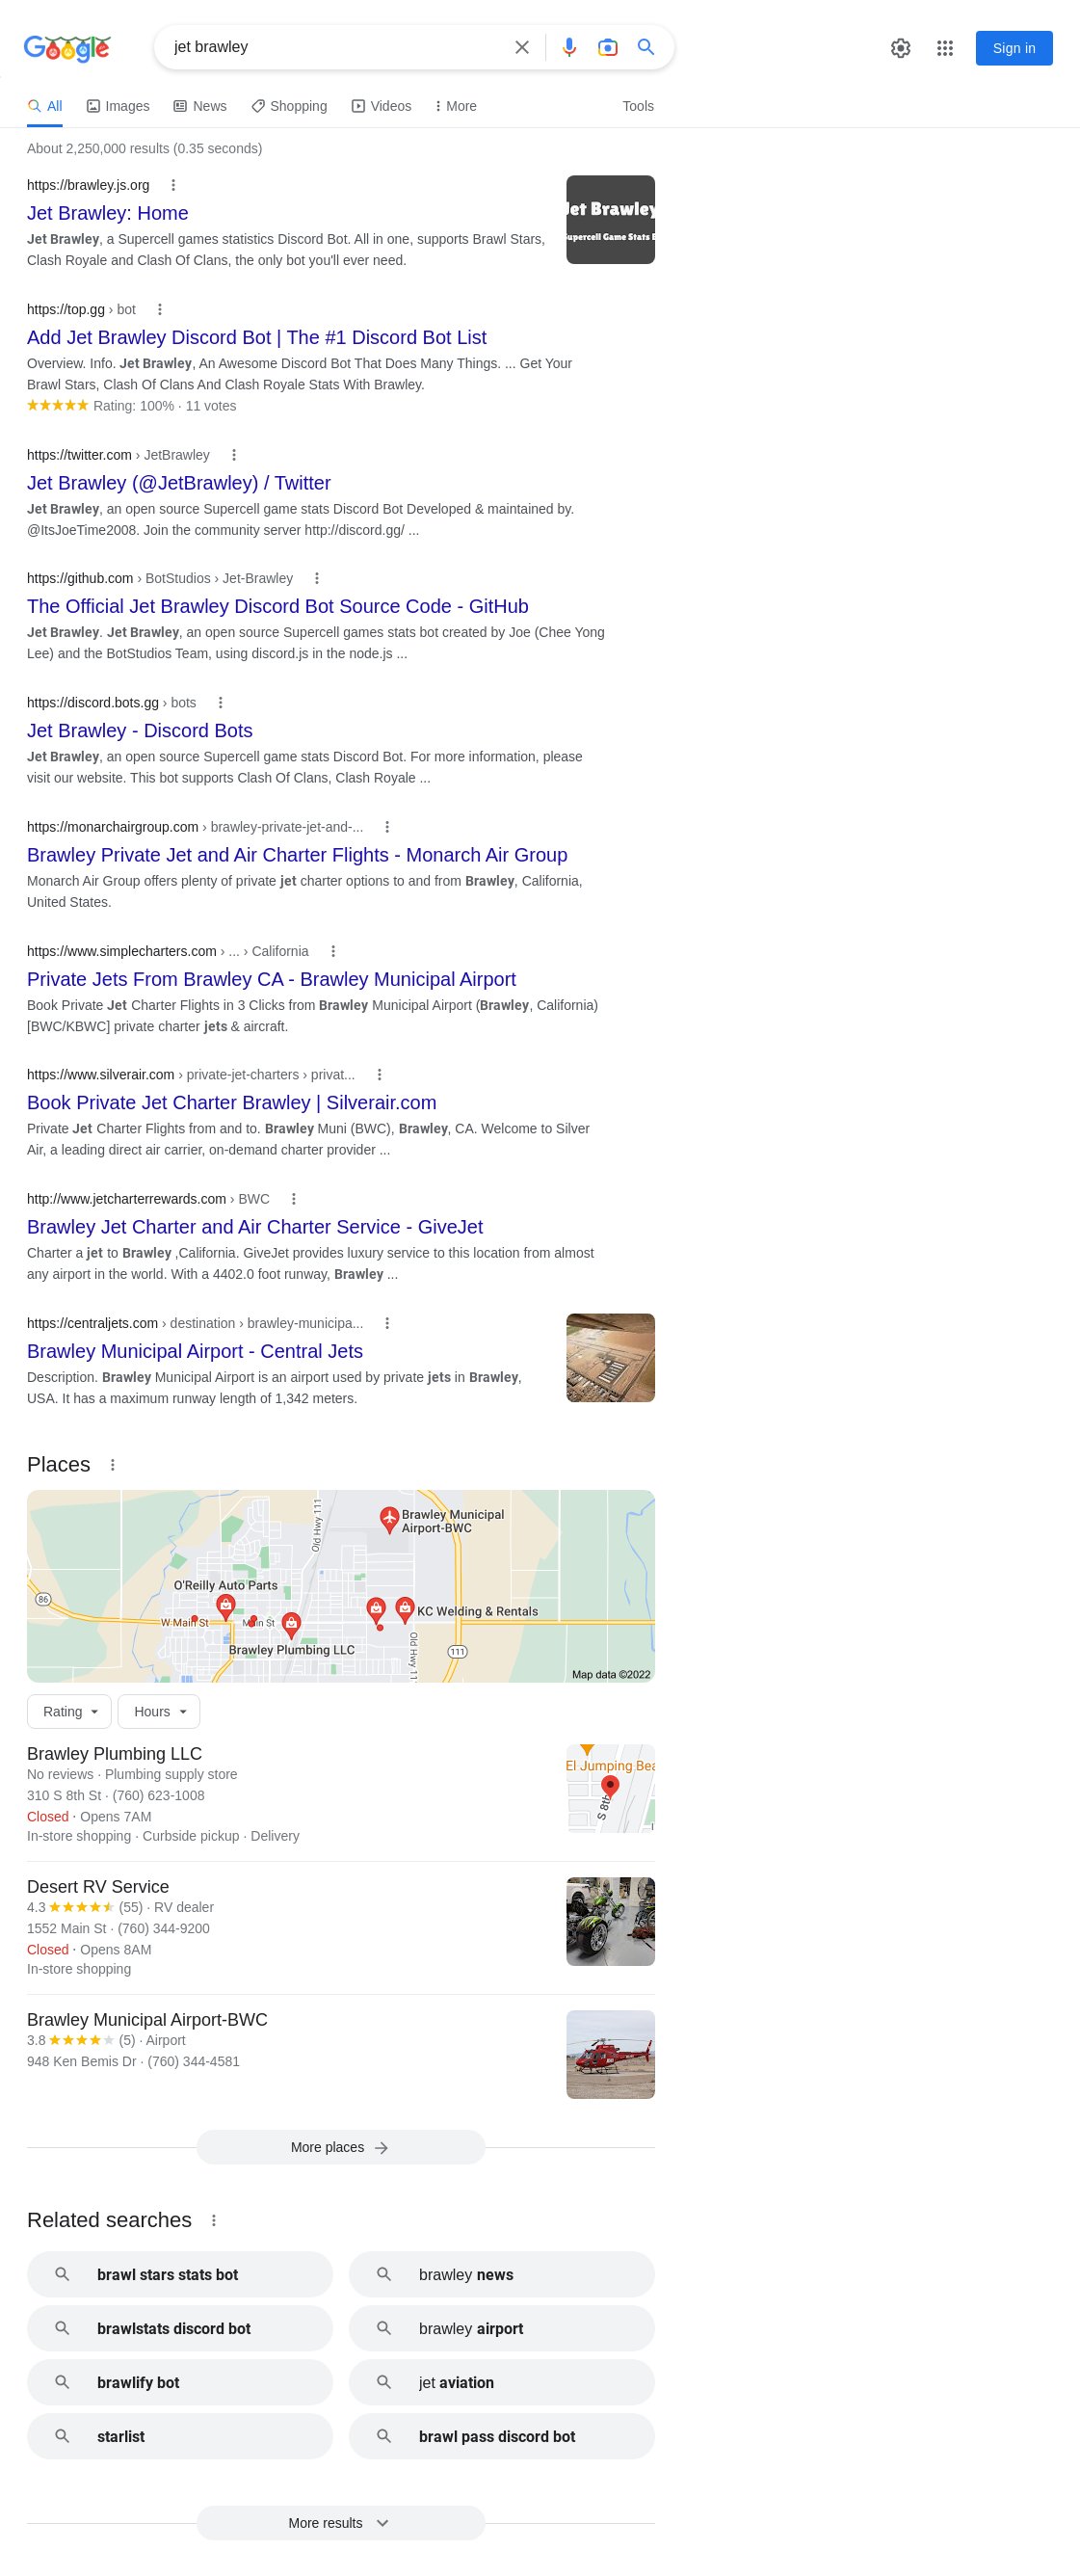 Google
jet brawley
Sign in
All
Images
News
Shopping
Videos
More
Tools
About 2,250,000 results (0.35 seconds)
https://brawley.js.org
Jet Brawley: Home
Jet Brawley, a Supercell games statistics Discord Bot. All in one, supports Brawl Stars,
Clash Royale and Clash Of Clans, the only bot you'll ever need.
Jet Brawley
Supercell Game Stats
https://top.gg › bot
Add Jet Brawley Discord Bot | The #1 Discord Bot List
Overview. Info. Jet Brawley, An Awesome Discord Bot That Does Many Things. ... Get Your
Brawl Stars, Clash Of Clans And Clash Royale Stats With Brawley.
Rating: 100% · 11 votes
https://twitter.com › JetBrawley
Jet Brawley (@JetBrawley) / Twitter
Jet Brawley, an open source Supercell game stats Discord Bot Developed & maintained by.
@ItsJoeTime2008. Join the community server http://discord.gg/ ...
https://github.com › BotStudios › Jet-Brawley
The Official Jet Brawley Discord Bot Source Code - GitHub
Jet Brawley. Jet Brawley, an open source Supercell games stats bot created by Joe (Chee Yong
Lee) and the BotStudios Team, using discord.js in the node.js ...
https://discord.bots.gg › bots
Jet Brawley - Discord Bots
Jet Brawley, an open source Supercell game stats Discord Bot. For more information, please
visit our website. This bot supports Clash Of Clans, Clash Royale ...
https://monarchairgroup.com › brawley-private-jet-and-...
Brawley Private Jet and Air Charter Flights - Monarch Air Group
Monarch Air Group offers plenty of private jet charter options to and from Brawley, California,
United States.
https://www.simplecharters.com › ... › California
Private Jets From Brawley CA - Brawley Municipal Airport
Book Private Jet Charter Flights in 3 Clicks from Brawley Municipal Airport (Brawley, California)
[BWC/KBWC] private charter jets & aircraft.
https://www.silverair.com › private-jet-charters › privat...
Book Private Jet Charter Brawley | Silverair.com
Private Jet Charter Flights from and to. Brawley Muni (BWC), Brawley, CA. Welcome to Silver
Air, a leading direct air carrier, on-demand charter provider ...
http://www.jetcharterrewards.com › BWC
Brawley Jet Charter and Air Charter Service - GiveJet
Charter a jet to Brawley ,California. GiveJet provides luxury service to this location from almost
any airport in the world. With a 4402.0 foot runway, Brawley ...
https://centraljets.com › destination › brawley-municipa...
Brawley Municipal Airport - Central Jets
Description. Brawley Municipal Airport is an airport used by private jets in Brawley,
USA. It has a maximum runway length of 1,342 meters.
Places
Old Hwy 111
Brawley Municipal
Airport-BWC
O'Reilly Auto Parts
86
W Main St
Main St
KC Welding & Rentals
Brawley Plumbing LLC
Old Hwy 11
111
Map data ©2022
Rating
Hours
Brawley Plumbing LLC
No reviews · Plumbing supply store
310 S 8th St · (760) 623-1008
Closed · Opens 7AM
In-store shopping · Curbside pickup · Delivery
El Jumping Bea
S 8th
Desert RV Service
4.3 (55) · RV dealer
1552 Main St · (760) 344-9200
Closed · Opens 8AM
In-store shopping
Brawley Municipal Airport-BWC
3.8 (5) · Airport
948 Ken Bemis Dr · (760) 344-4581
More places
Related searches
brawl stars stats bot
brawley news
brawlstats discord bot
brawley airport
brawlify bot
jet aviation
starlist
brawl pass discord bot
More results